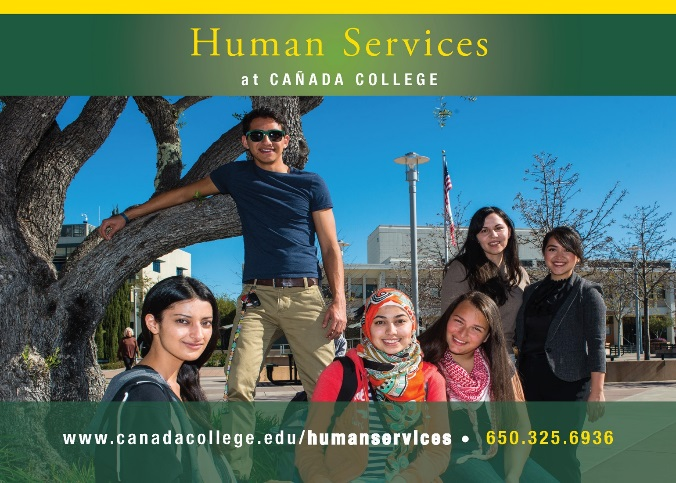 Human Services
at CAÑADA COLLEGE
www.canadacollege.edu/humanservices • 650.325.6936